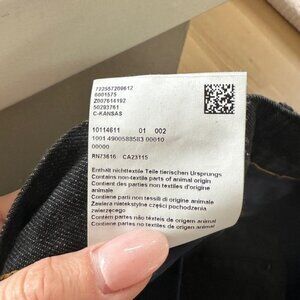 722557209612
6001575
Z007614192
50293761
C-KANSAS
10114611 01 002
1001 4900588583 00010
00000
RN73616 CA23115
Enthält nichttextile Teile tierischen Ursprungs
Contains non-textile parts of animal origin
Contient des parties non textiles d'origine
animale
Contiene parti non tessili di origine animale
Zawiera nietekstylne części pochodzenia
zwierzęcego
Contém partes não têxteis de origem animal
Contiene partes no textiles de origen animal